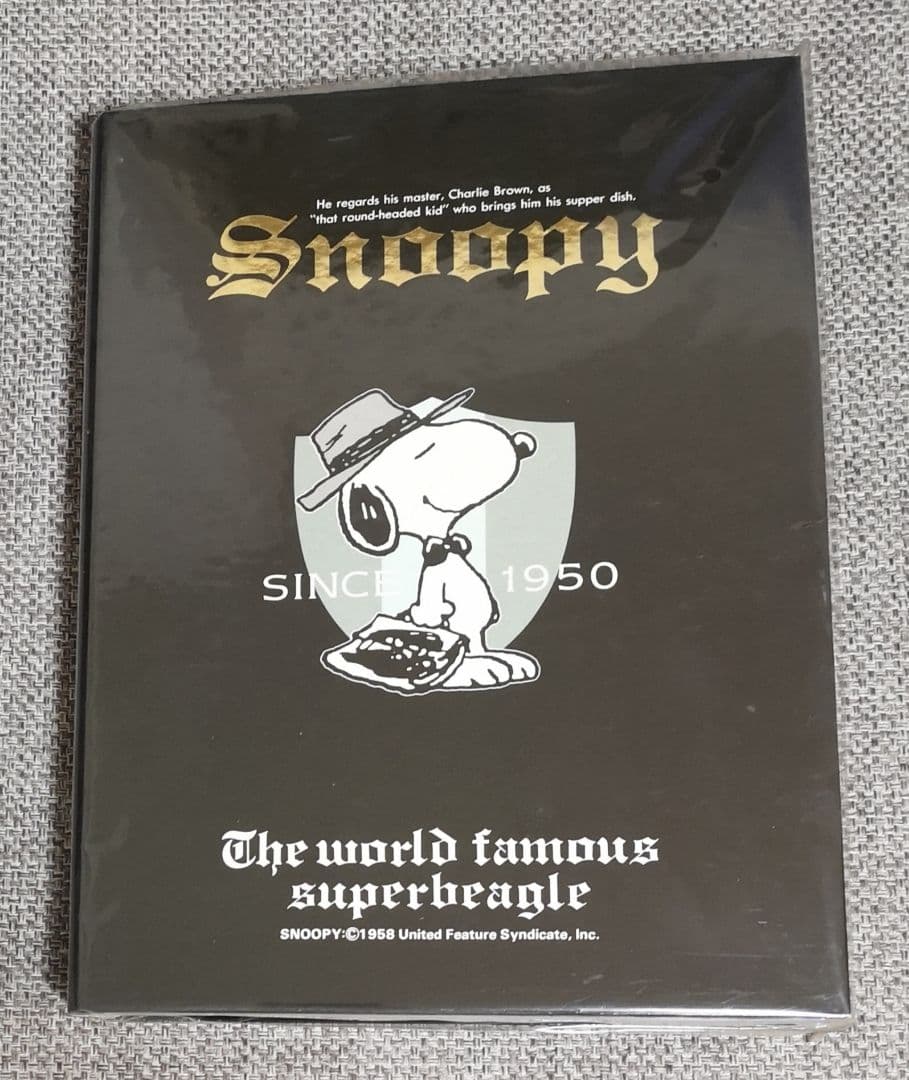 He regards his master, Charlie Brown, as
"that round-headed kid" who brings him his supper dish.
Snoopy
SINCE 1950
The world famous
superbeagle
SNOOPY:©1958 United Feature Syndicate, Inc.